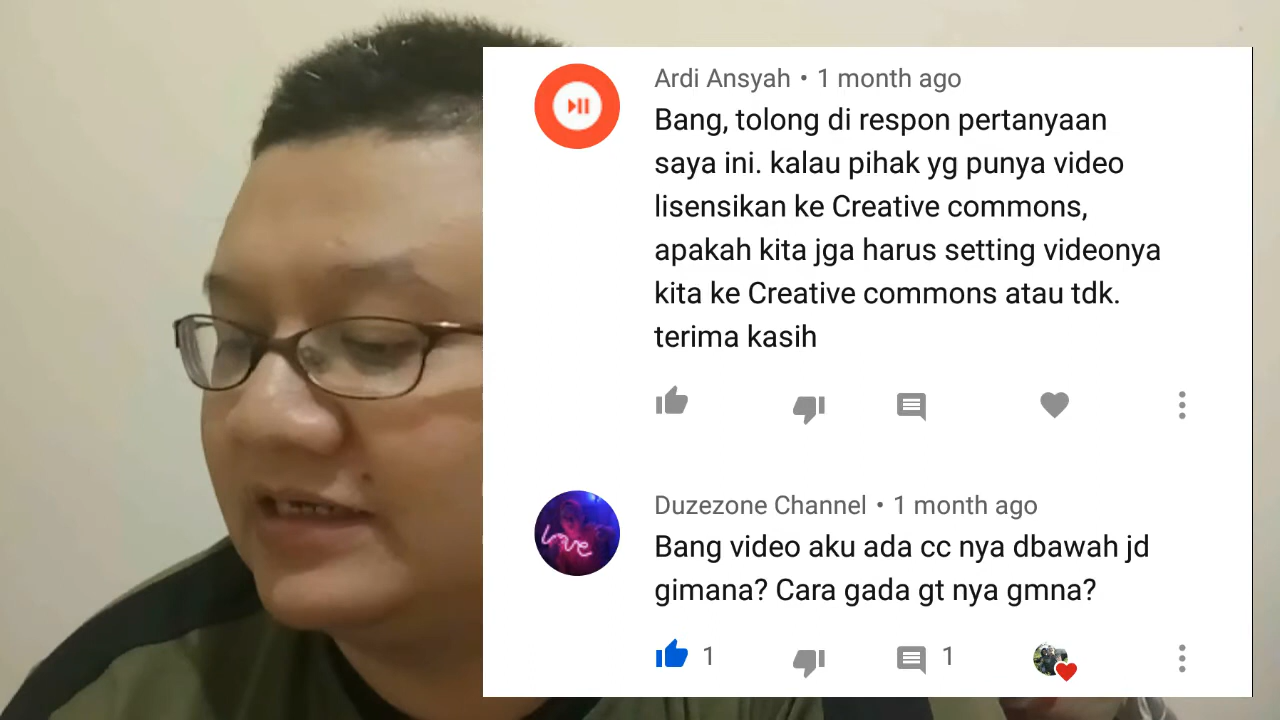 Ardi Ansyah • 1 month ago
Bang, tolong di respon pertanyaan
saya ini. kalau pihak yg punya video
lisensikan ke Creative commons,
apakah kita jga harus setting videonya
kita ke Creative commons atau tdk.
terima kasih
Duzezone Channel • 1 month ago
love
Bang video aku ada cc nya dbawah jd
gimana? Cara gada gt nya gmna?
1
1